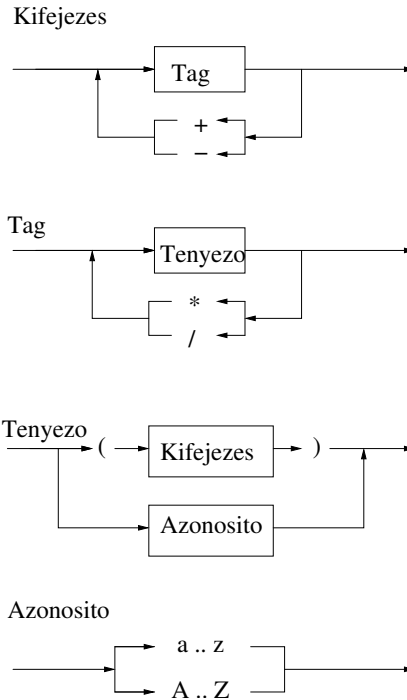 Kifejezes
Tag
+
−
Tag
Tenyezo
*
/
Tenyezo
( Kifejezes )
Azonosito
Azonosito
a .. z
A .. Z